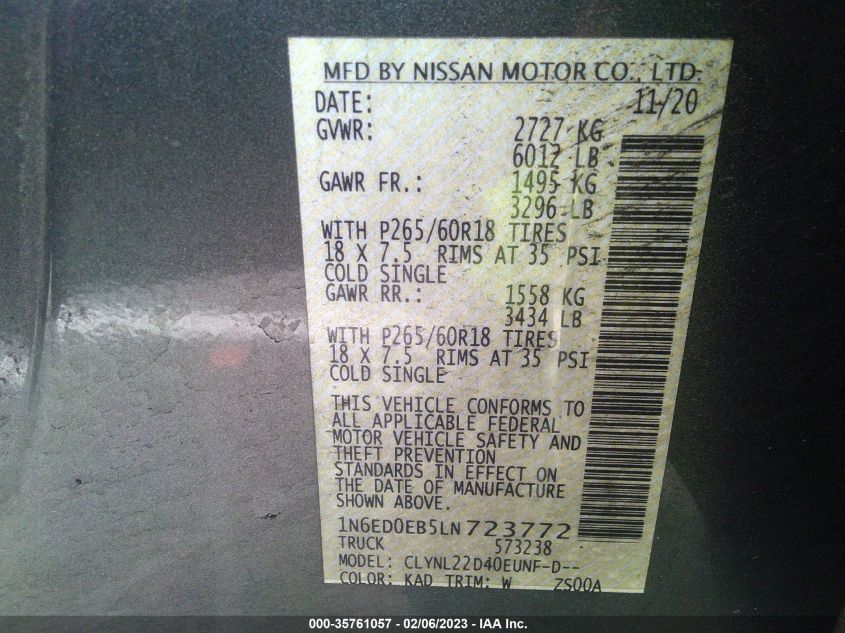 MFD BY NISSAN MOTOR CO., LTD.
DATE: 11/20
GVWR: 2727 KG
6012 LB
GAWR FR.: 1495 KG
3296 LB
WITH P265/60R18 TIRES
18 X 7.5 RIMS AT 35 PSI
COLD SINGLE
GAWR RR.: 1558 KG
3434 LB
WITH P265/60R18 TIRES
18 X 7.5 RIMS AT 35 PSI
COLD SINGLE
THIS VEHICLE CONFORMS TO
ALL APPLICABLE FEDERAL
MOTOR VEHICLE SAFETY AND
THEFT PREVENTION
STANDARDS IN EFFECT ON
THE DATE OF MANUFACTURE
SHOWN ABOVE.
1N6ED0EB5LN723772
TRUCK 573238
MODEL: CLYNL22D40EUNF-D--
COLOR: KAD TRIM: W ZS00A
000-35761057 - 02/06/2023 - IAA Inc.